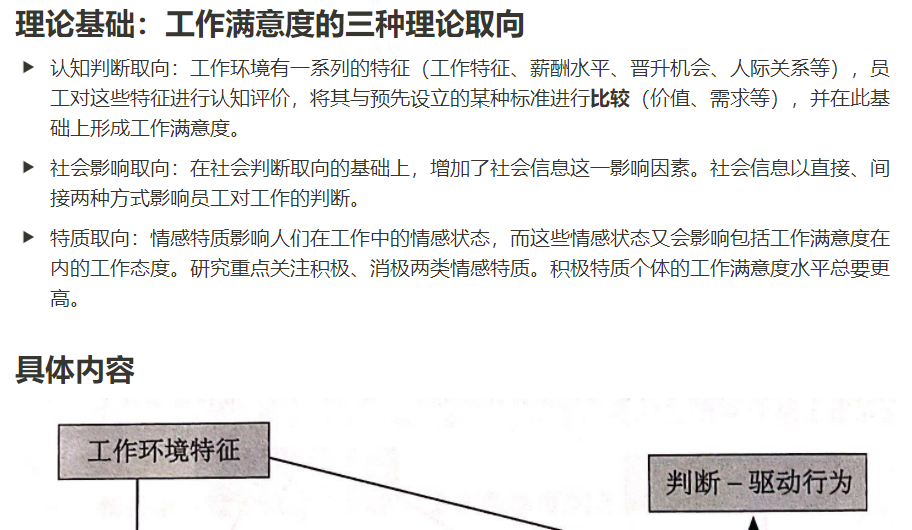 理论基础：工作满意度的三种理论取向
认知判断取向：工作环境有一系列的特征（工作特征、薪酬水平、晋升机会、人际关系等），员
工对这些特征进行认知评价，将其与预先设立的某种标准进行比较（价值、需求等），并在此基
础上形成工作满意度。
社会影响取向：在社会判断取向的基础上，增加了社会信息这一影响因素。社会信息以直接、间
接两种方式影响员工对工作的判断。
特质取向：情感特质影响人们在工作中的情感状态，而这些情感状态又会影响包括工作满意度在
内的工作态度。研究重点关注积极、消极两类情感特质。积极特质个体的工作满意度水平总要更
高。
具体内容
工作环境特征
判断－驱动行为